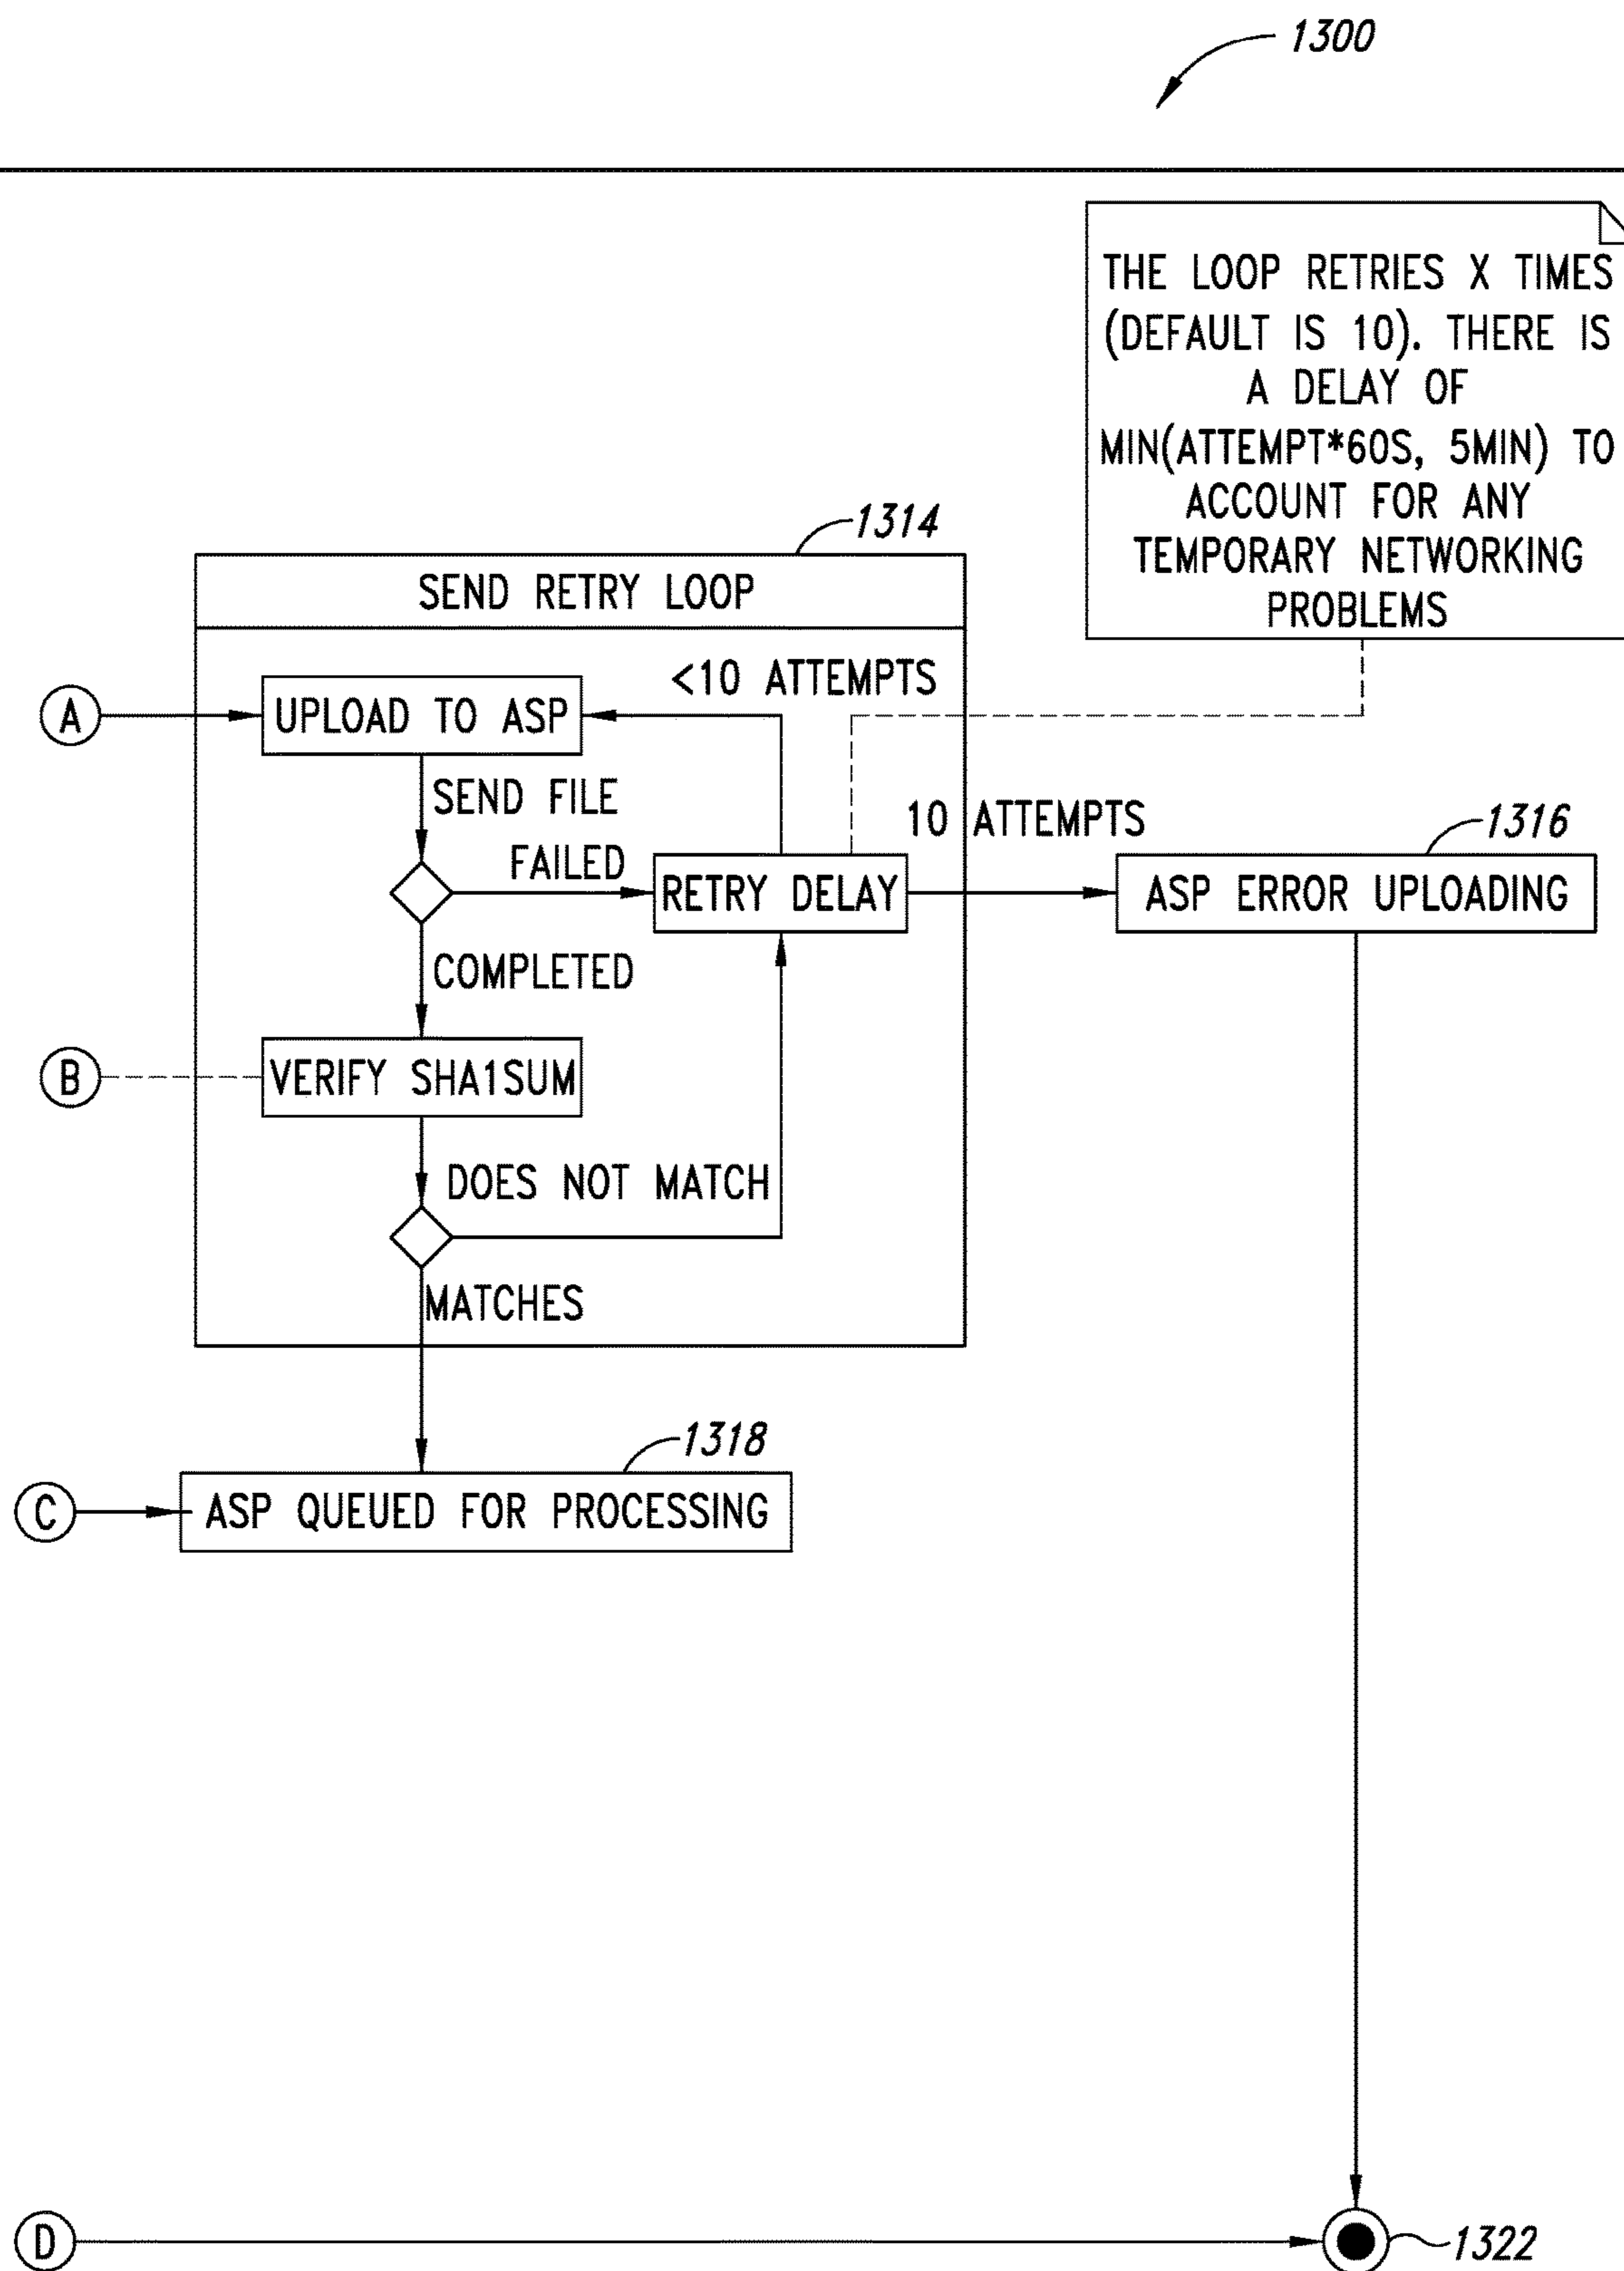 1300
THE LOOP RETRIES X TIMES
(DEFAULT IS 10). THERE IS
A DELAY OF
MIN(ATTEMPT*60S, 5MIN) TO
ACCOUNT FOR ANY
TEMPORARY NETWORKING
PROBLEMS
1314
SEND RETRY LOOP
<10 ATTEMPTS
A
UPLOAD TO ASP
SEND FILE
10 ATTEMPTS
1316
FAILED
RETRY DELAY
ASP ERROR UPLOADING
COMPLETED
B
VERIFY SHA1SUM
DOES NOT MATCH
MATCHES
1318
C
ASP QUEUED FOR PROCESSING
D
1322